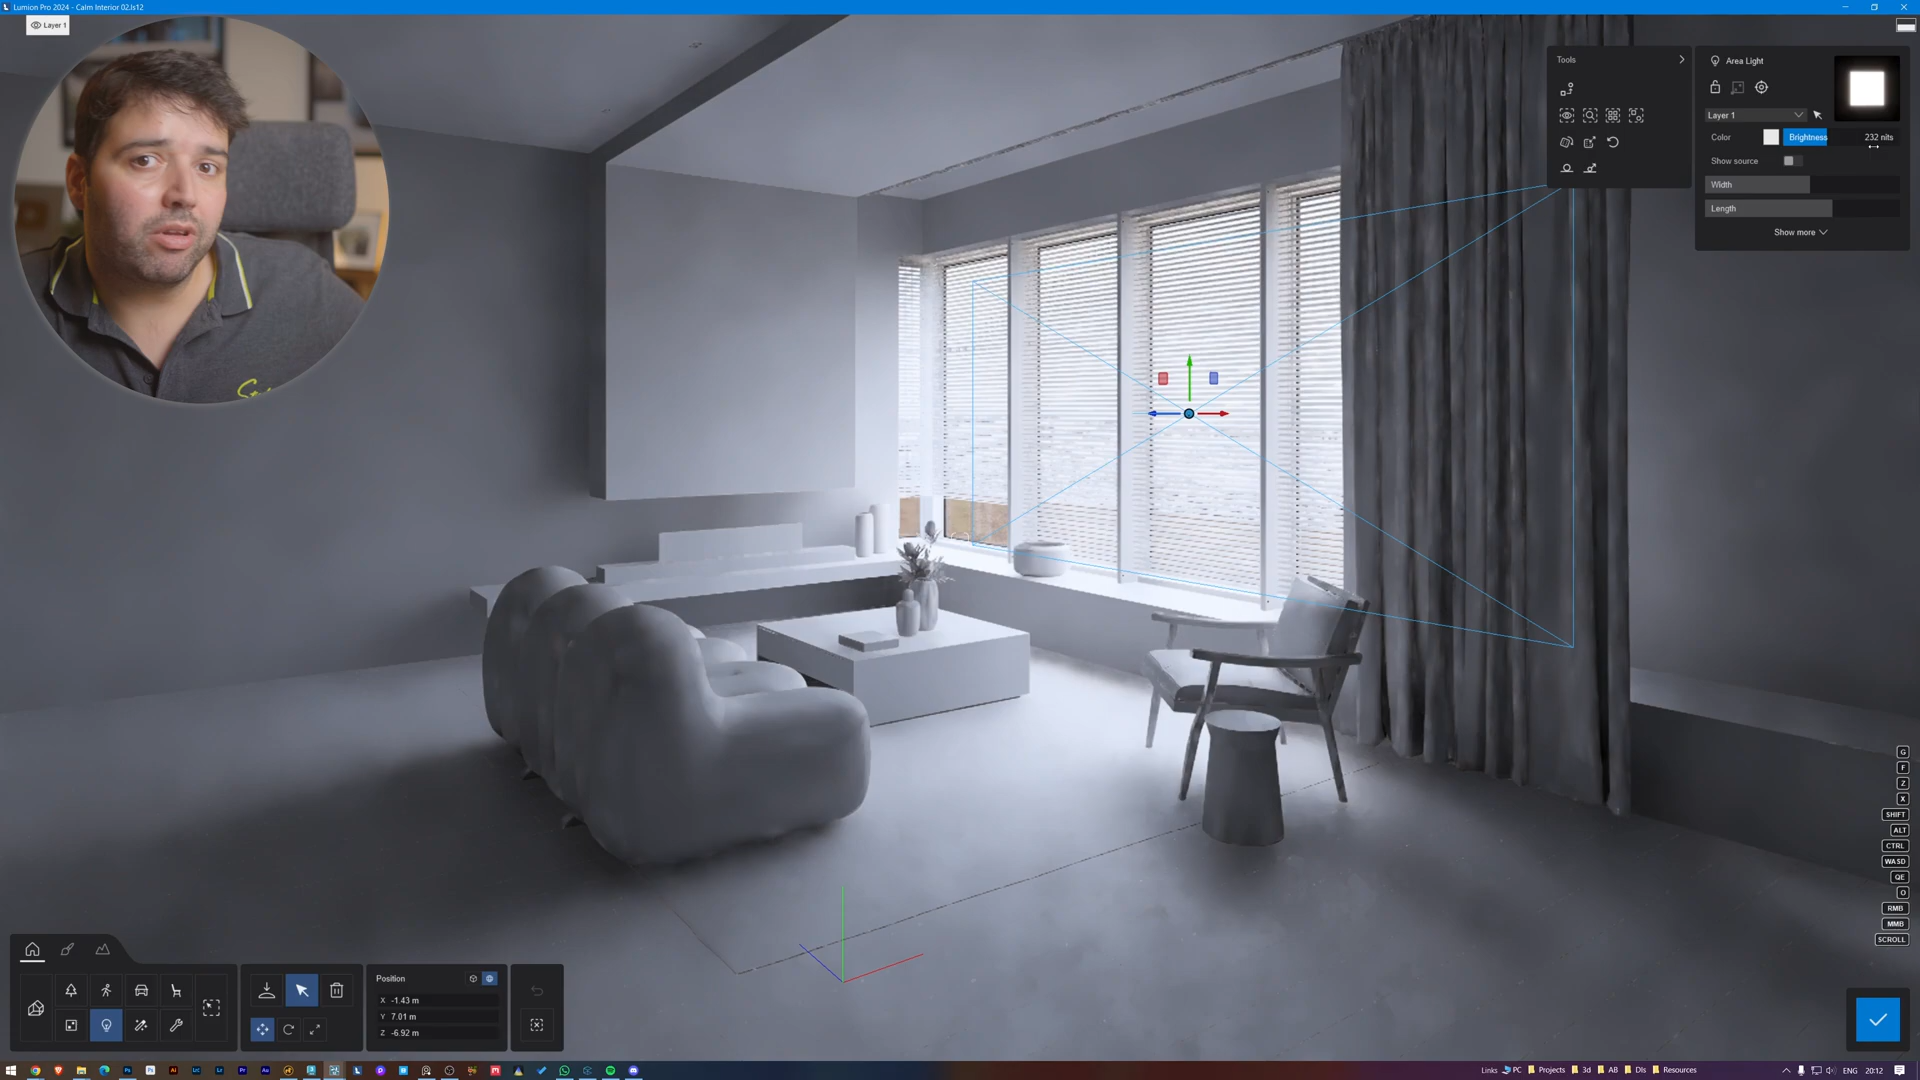 Lumion Pro 2024 - Calm Interior 02.ls12
Layer 1
Tools
Area Light
Layer 1
Color
Brightness
232 nits
Show source
Width
Length
Show more
G
F
Z
X
SHIFT
ALT
CTRL
WASD
QE
O
RMB
MMB
SCROLL
Position
X -1.43 m
Y 7.01 m
Z -6.92 m
Links
PC
Projects
3d
AB
DIs
Resources
ENG
20:12